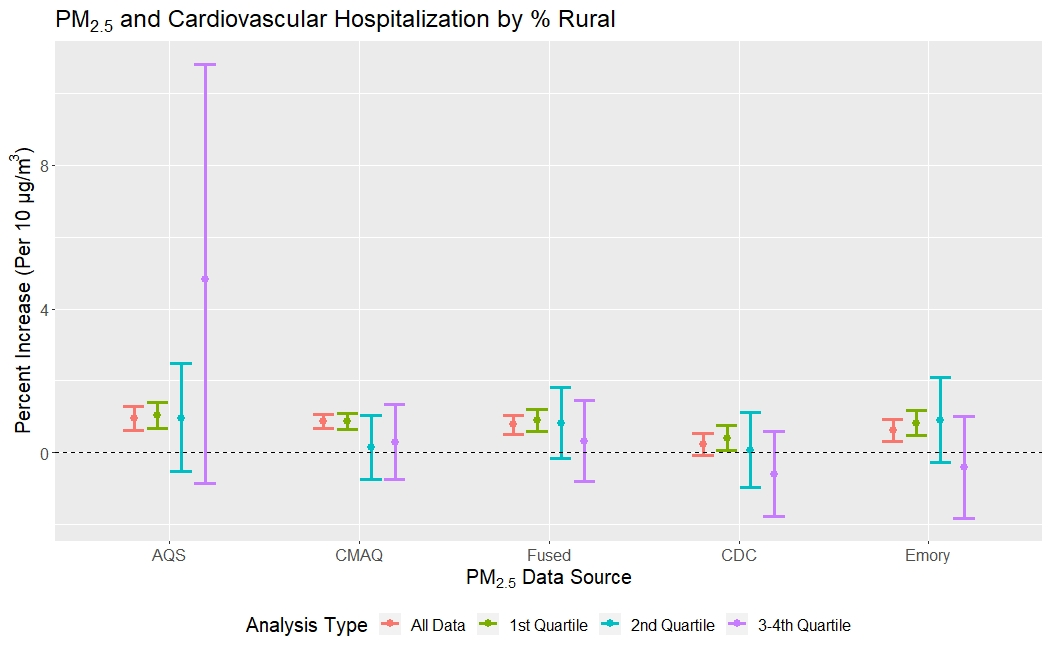 PM2.5 and Cardiovascular Hospitalization by % Rural
Percent Increase (Per 10 μg/m³)
8
4
0
AQS CMAQ Fused CDC Emory
PM2.5 Data Source
Analysis Type All Data 1st Quartile 2nd Quartile 3-4th Quartile